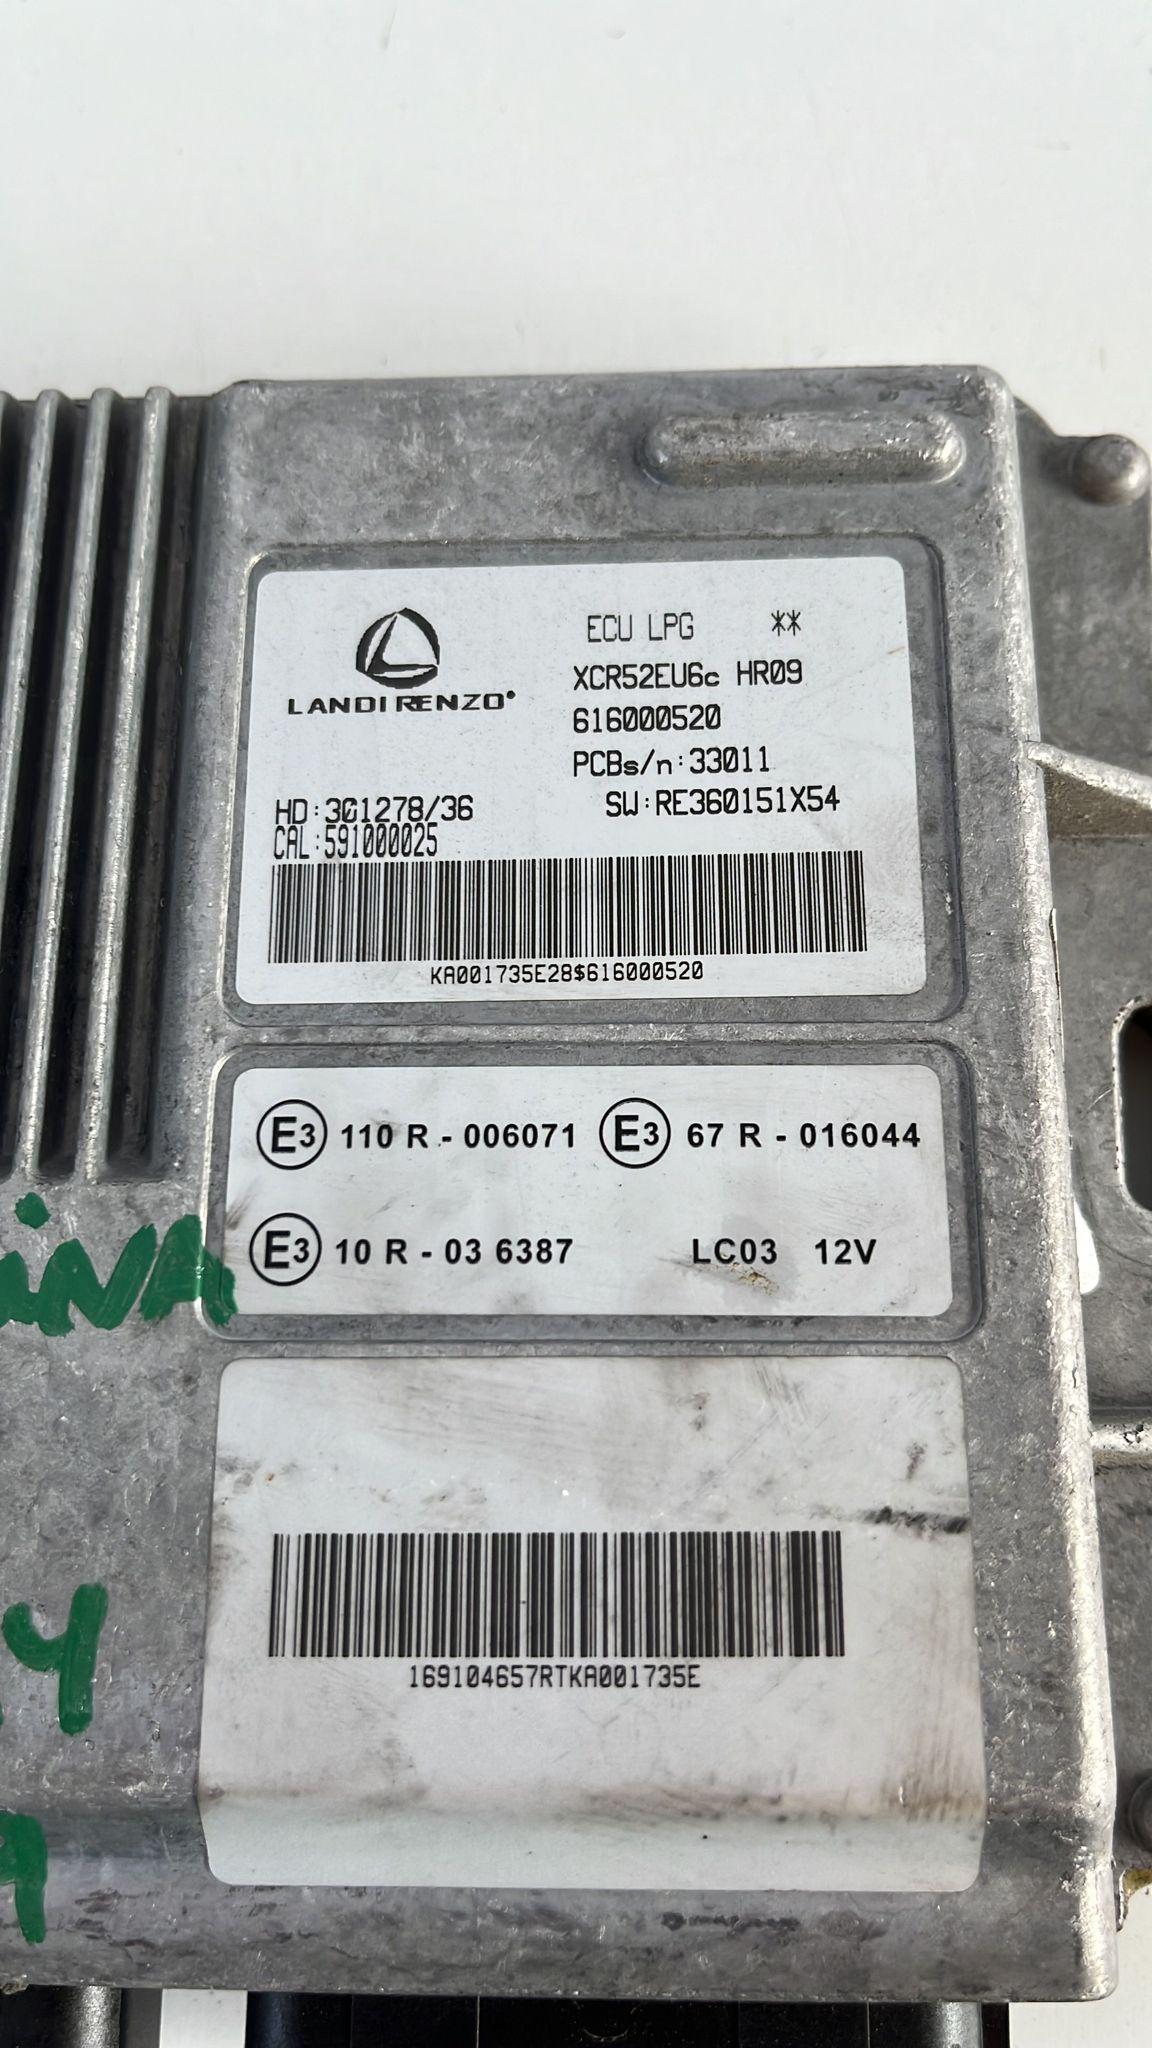 ECU LPG **
XCR52EU6c HR09
LANDI RENZO®
616000520
PCBs/n:33011
HD:301278/36 SW:RE360151X54
CAL:591000025
KA001735E28$616000520
E3 110 R - 006071 E3 67 R - 016044
E3 10 R - 03 6387 LC03 12V
169104657RTKA001735E